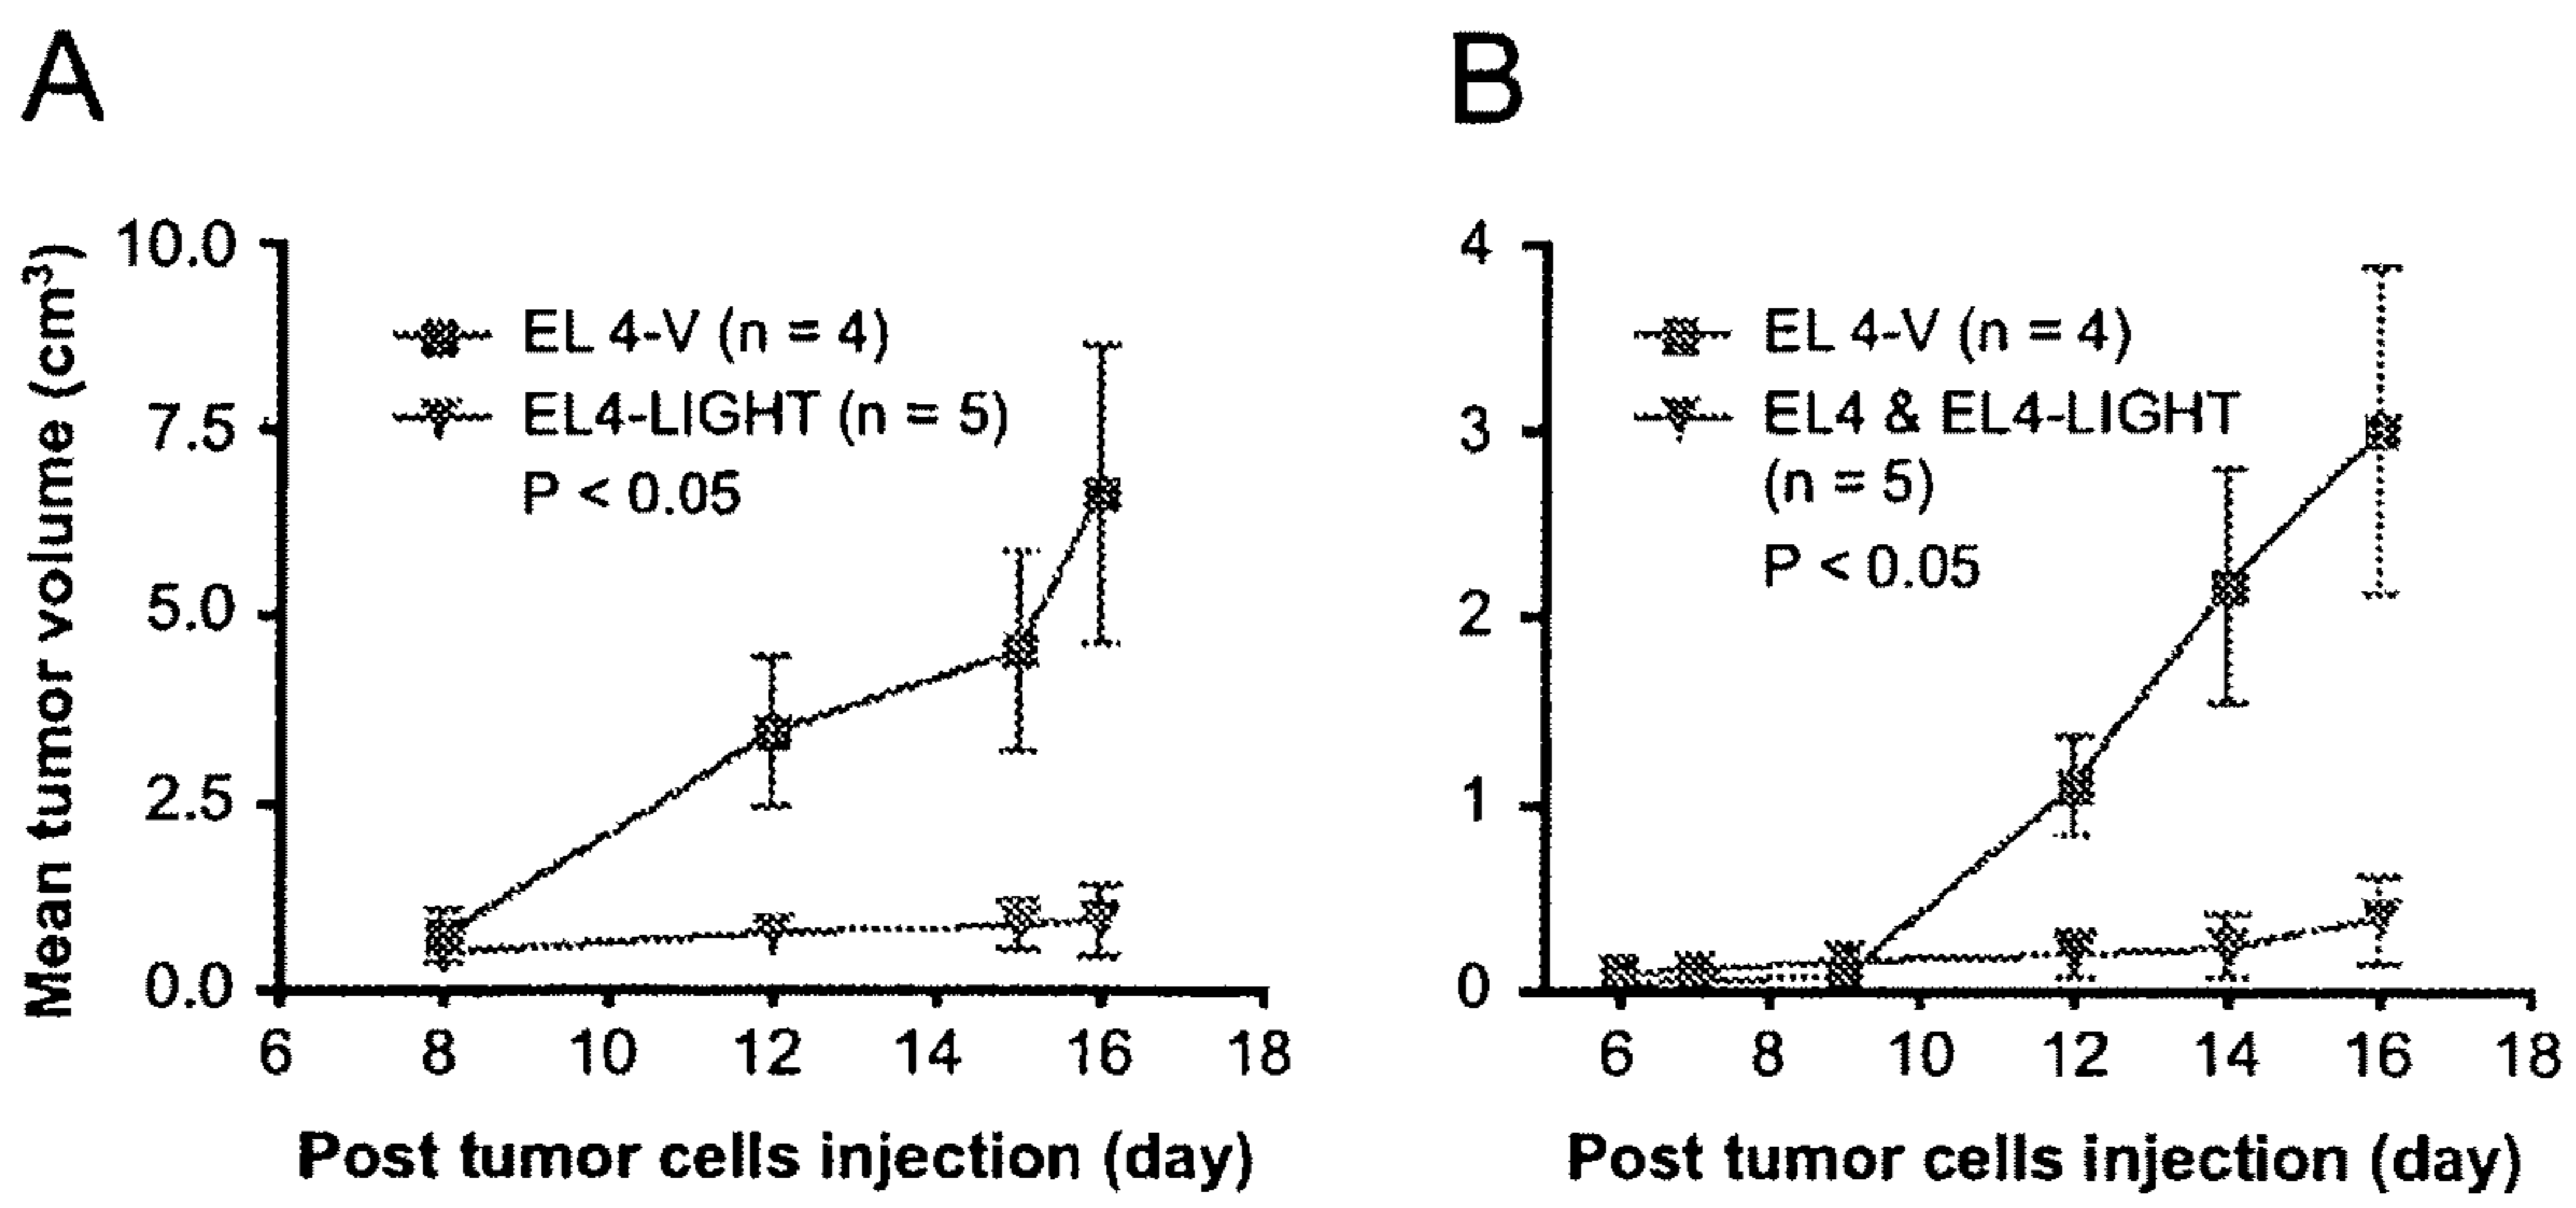 A
Mean tumor volume (cm³)
10.0
7.5
5.0
2.5
0.0
EL 4-V (n = 4)
EL4-LIGHT (n = 5)
P < 0.05
6 8 10 12 14 16 18
Post tumor cells injection (day)
B
4
3
2
1
0
EL 4-V (n = 4)
EL4 & EL4-LIGHT
(n = 5)
P < 0.05
6 8 10 12 14 16 18
Post tumor cells injection (day)